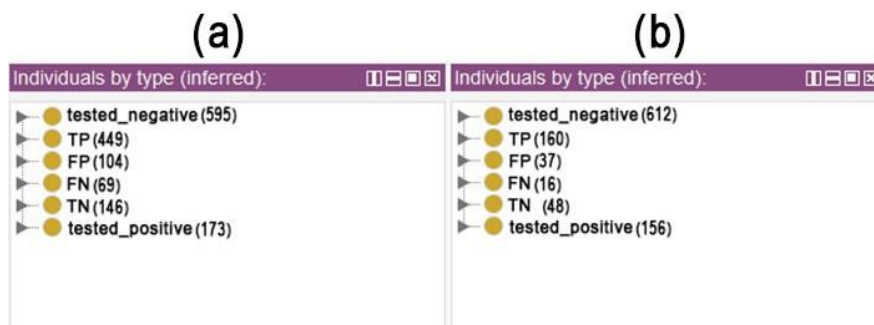 (a)
Individuals by type (inferred):
tested_negative (595)
TP (449)
FP (104)
FN (69)
TN (146)
tested_positive (173)
(b)
Individuals by type (inferred):
tested_negative (612)
TP (160)
FP (37)
FN (16)
TN (48)
tested_positive (156)